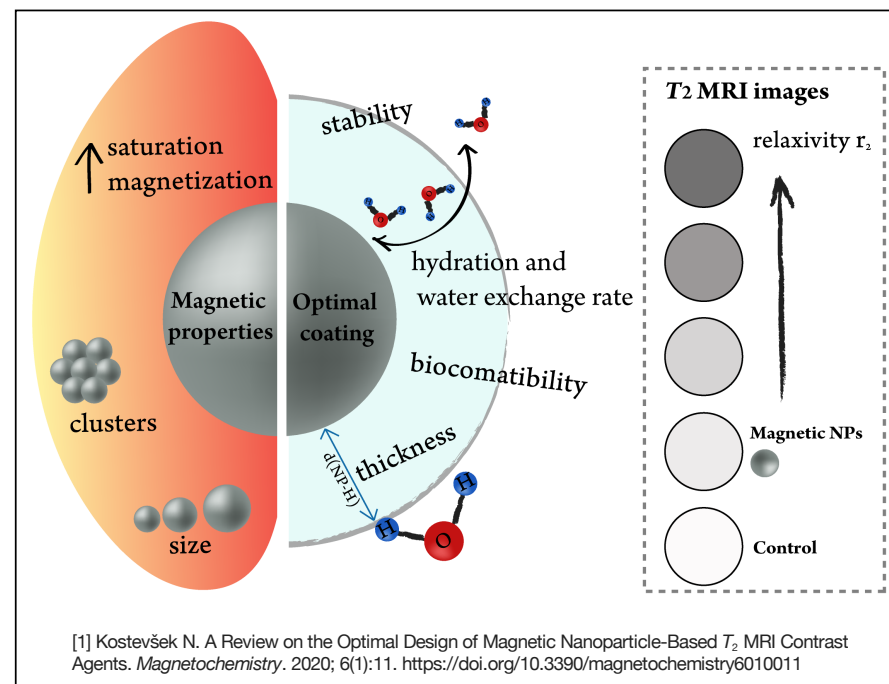 saturation
magnetization
Magnetic
properties
clusters
size
stability
Optimal
coating
hydration and
water exchange rate
biocomatibility
thickness
d(NP-H)
H
H
O
O
H
H
O
H
H
O
H
H
T2 MRI images
relaxivity r₂
Magnetic NPs
Control
[1] Kostevšek N. A Review on the Optimal Design of Magnetic Nanoparticle-Based T₂ MRI Contrast
Agents. Magnetochemistry. 2020; 6(1):11. https://doi.org/10.3390/magnetochemistry6010011